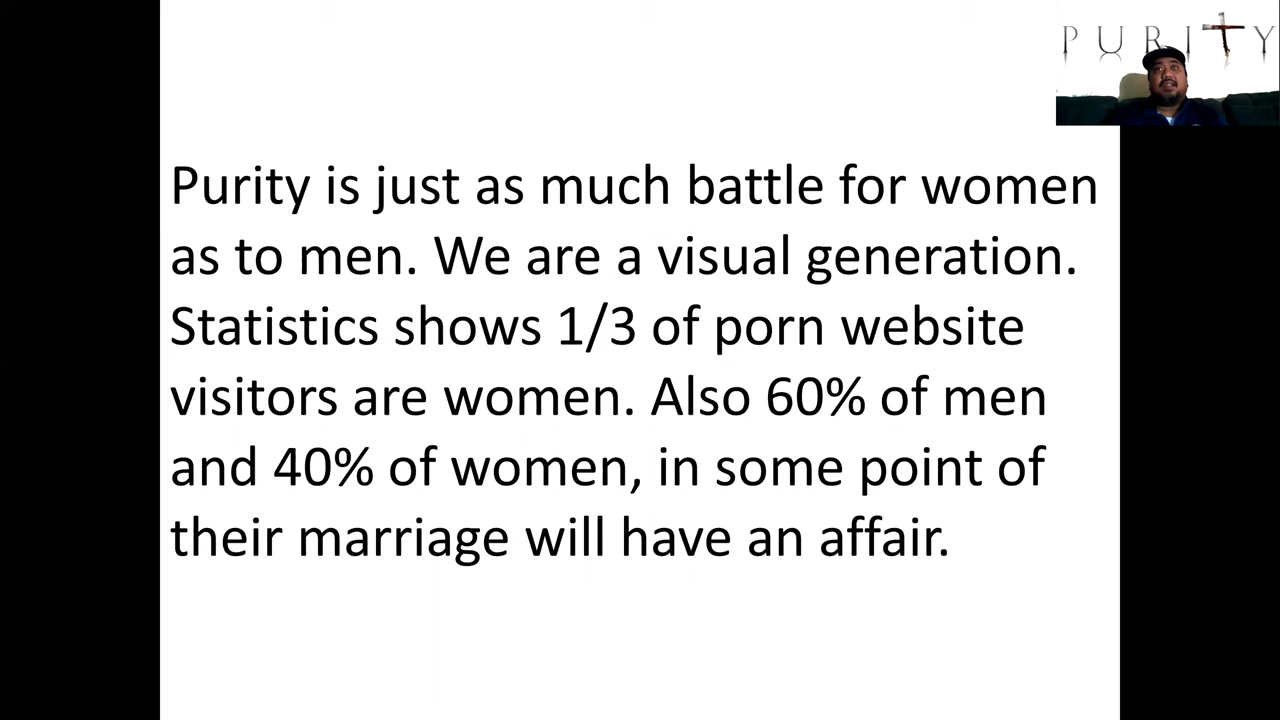 PURITY
Purity is just as much battle for women
as to men. We are a visual generation.
Statistics shows 1/3 of porn website
visitors are women. Also 60% of men
and 40% of women, in some point of
their marriage will have an affair.